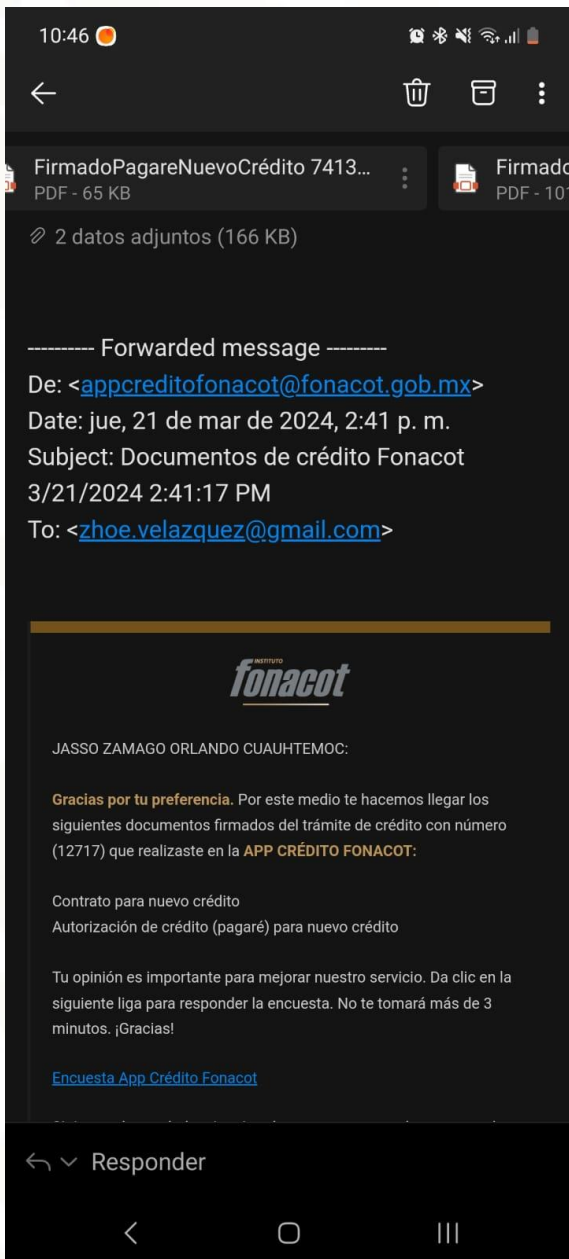 10:46
FirmadoPagareNuevoCrédito 7413...
PDF - 65 KB
Firmado
PDF - 101
2 datos adjuntos (166 KB)
---------- Forwarded message ---------
De: <appcreditofonacot@fonacot.gob.mx>
Date: jue, 21 de mar de 2024, 2:41 p. m.
Subject: Documentos de crédito Fonacot
3/21/2024 2:41:17 PM
To: <zhoe.velazquez@gmail.com>
INSTITUTO
fonacot
JASSO ZAMAGO ORLANDO CUAUHTEMOC:
Gracias por tu preferencia. Por este medio te hacemos llegar los
siguientes documentos firmados del trámite de crédito con número
(12717) que realizaste en la APP CRÉDITO FONACOT:
Contrato para nuevo crédito
Autorización de crédito (pagaré) para nuevo crédito
Tu opinión es importante para mejorar nuestro servicio. Da clic en la
siguiente liga para responder la encuesta. No te tomará más de 3
minutos. ¡Gracias!
Encuesta App Crédito Fonacot
Responder